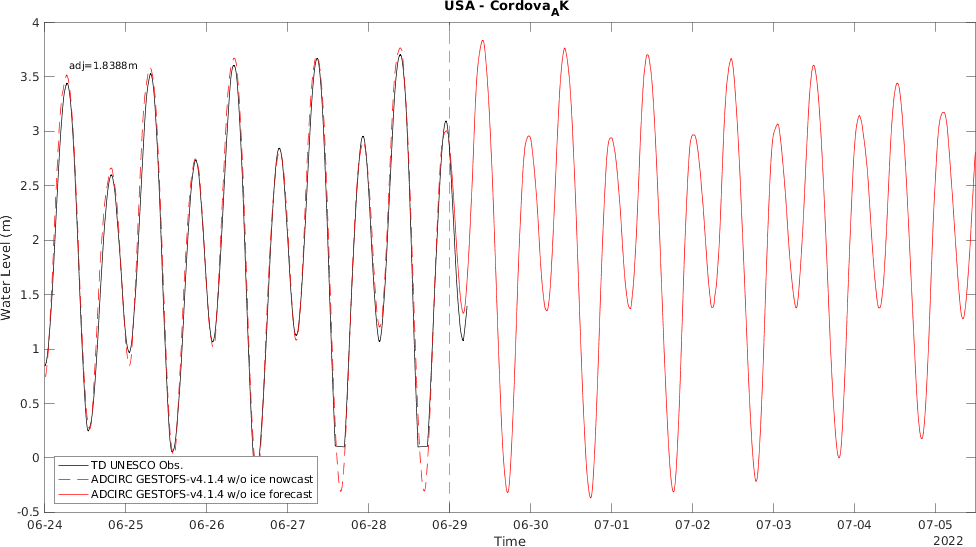 USA - Cordova_AK
4
3.5
3
2.5
2
1.5
1
0.5
0
-0.5
Water Level (m)
adj=1.8388m
TD UNESCO Obs.
ADCIRC GESTOFS-v4.1.4 w/o ice nowcast
ADCIRC GESTOFS-v4.1.4 w/o ice forecast
06-24 06-25 06-26 06-27 06-28 06-29 06-30 07-01 07-02 07-03 07-04 07-05
Time
2022